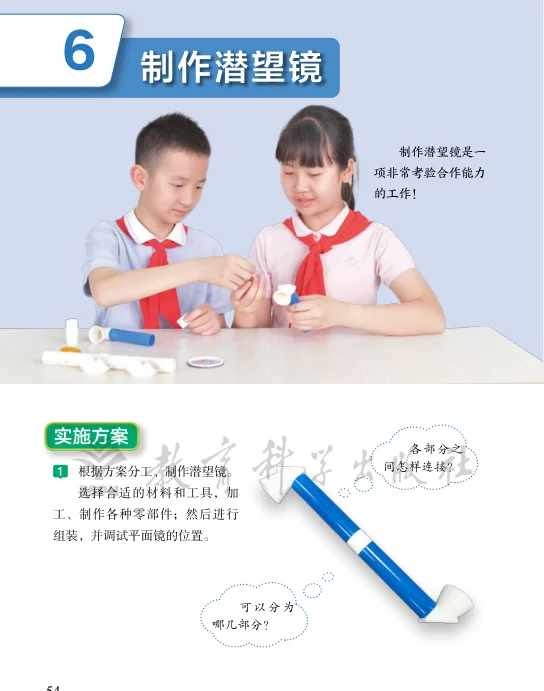 6
制作潜望镜
制作潜望镜是一
项非常考验合作能力
的工作！
实施方案
1 根据方案分工、制作潜望镜。
选择合适的材料和工具，加
工、制作各种零部件；然后进行
组装，并调试平面镜的位置。
各部分之
间怎样连接？
教育科学出版社
可以分为
哪几部分？
54